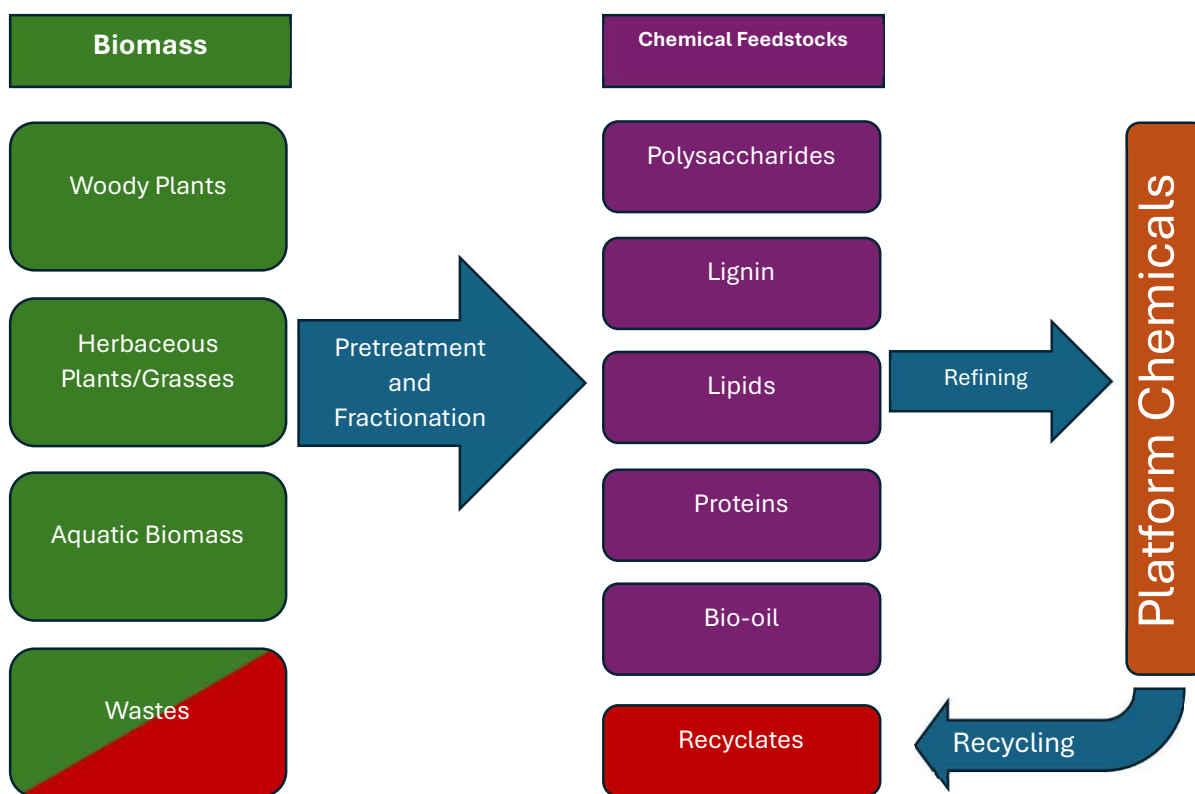 Biomass
Chemical Feedstocks
Woody Plants
Herbaceous
Plants/Grasses
Aquatic Biomass
Wastes
Pretreatment
and
Fractionation
Polysaccharides
Lignin
Lipids
Proteins
Bio-oil
Recyclates
Refining
Platform Chemicals
Recycling